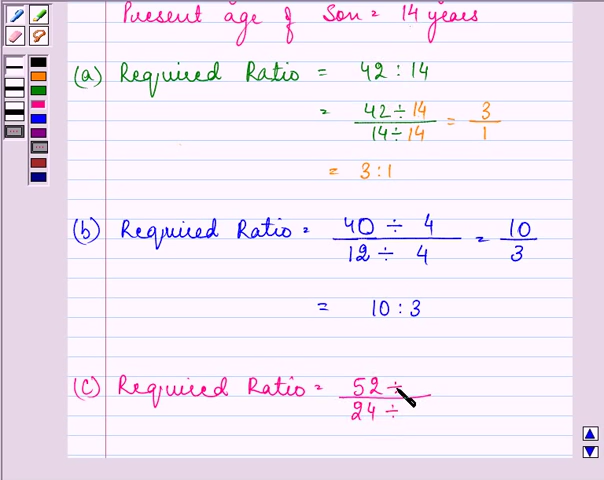 Present age of Son = 14 years
(a) Required Ratio = 42 : 14
= 42 ÷ 14 / 14 ÷ 14 = 3 / 1
= 3 : 1
(b) Required Ratio = 40 ÷ 4 / 12 ÷ 4 = 10 / 3
= 10 : 3
(c) Required Ratio = 52 ÷ / 24 ÷